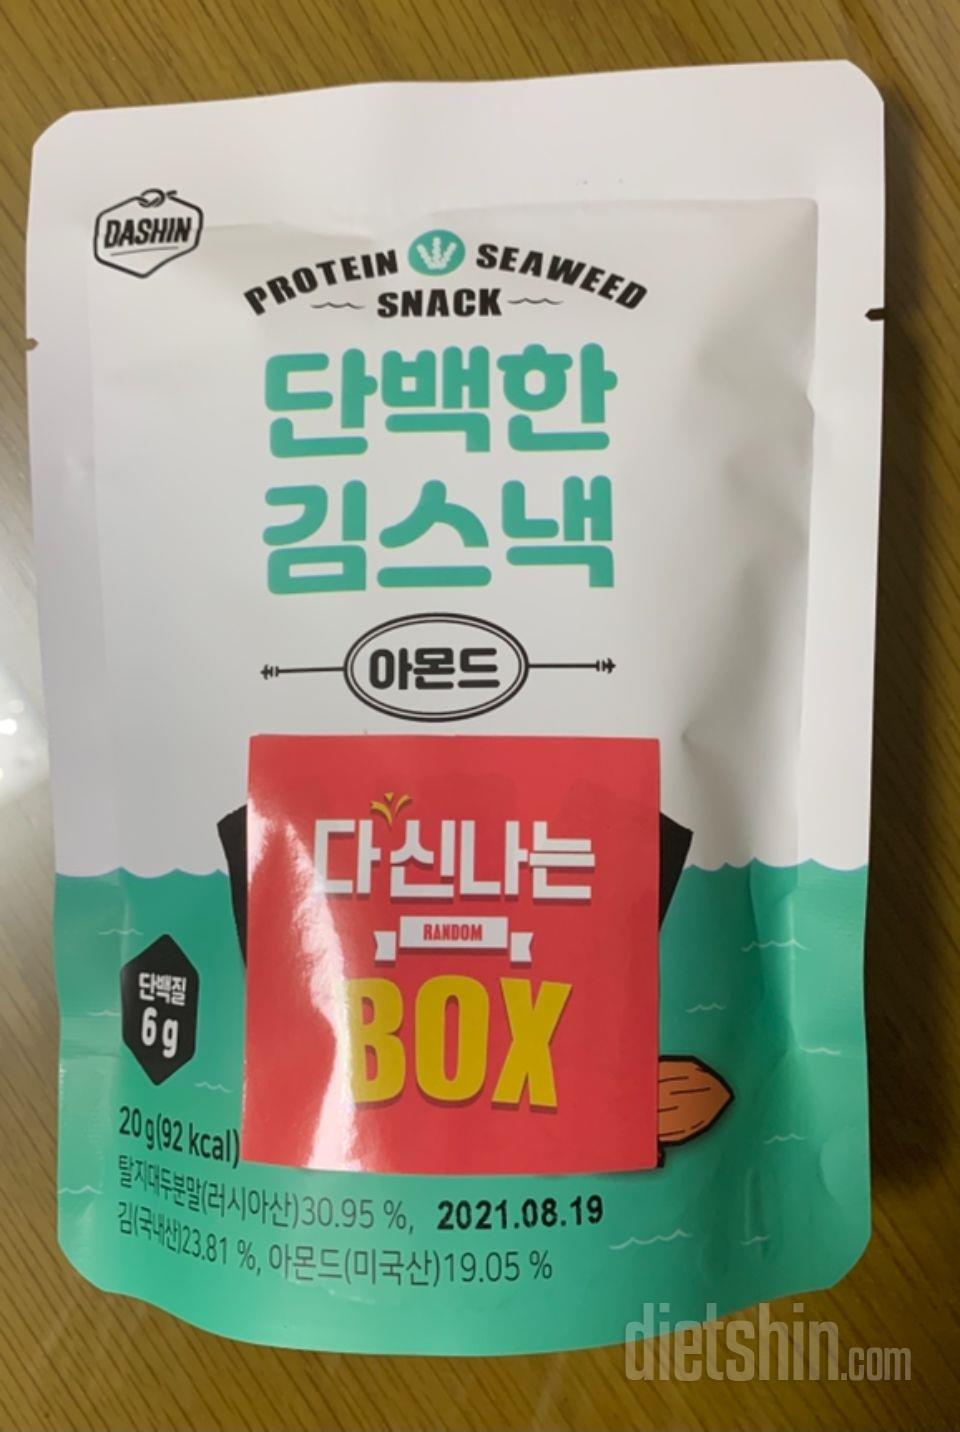 DASHIN
PROTEIN SEAWEED
SNACK
단백한
김스낵
아몬드
다신나는
RANDOM
BOX
단백질
6 g
20 g(92 kcal)
탈지대두분말(러시아산)30.95 %, 2021.08.19
김(국내산)23.81 %, 아몬드(미국산)19.05 %
dietshin.com